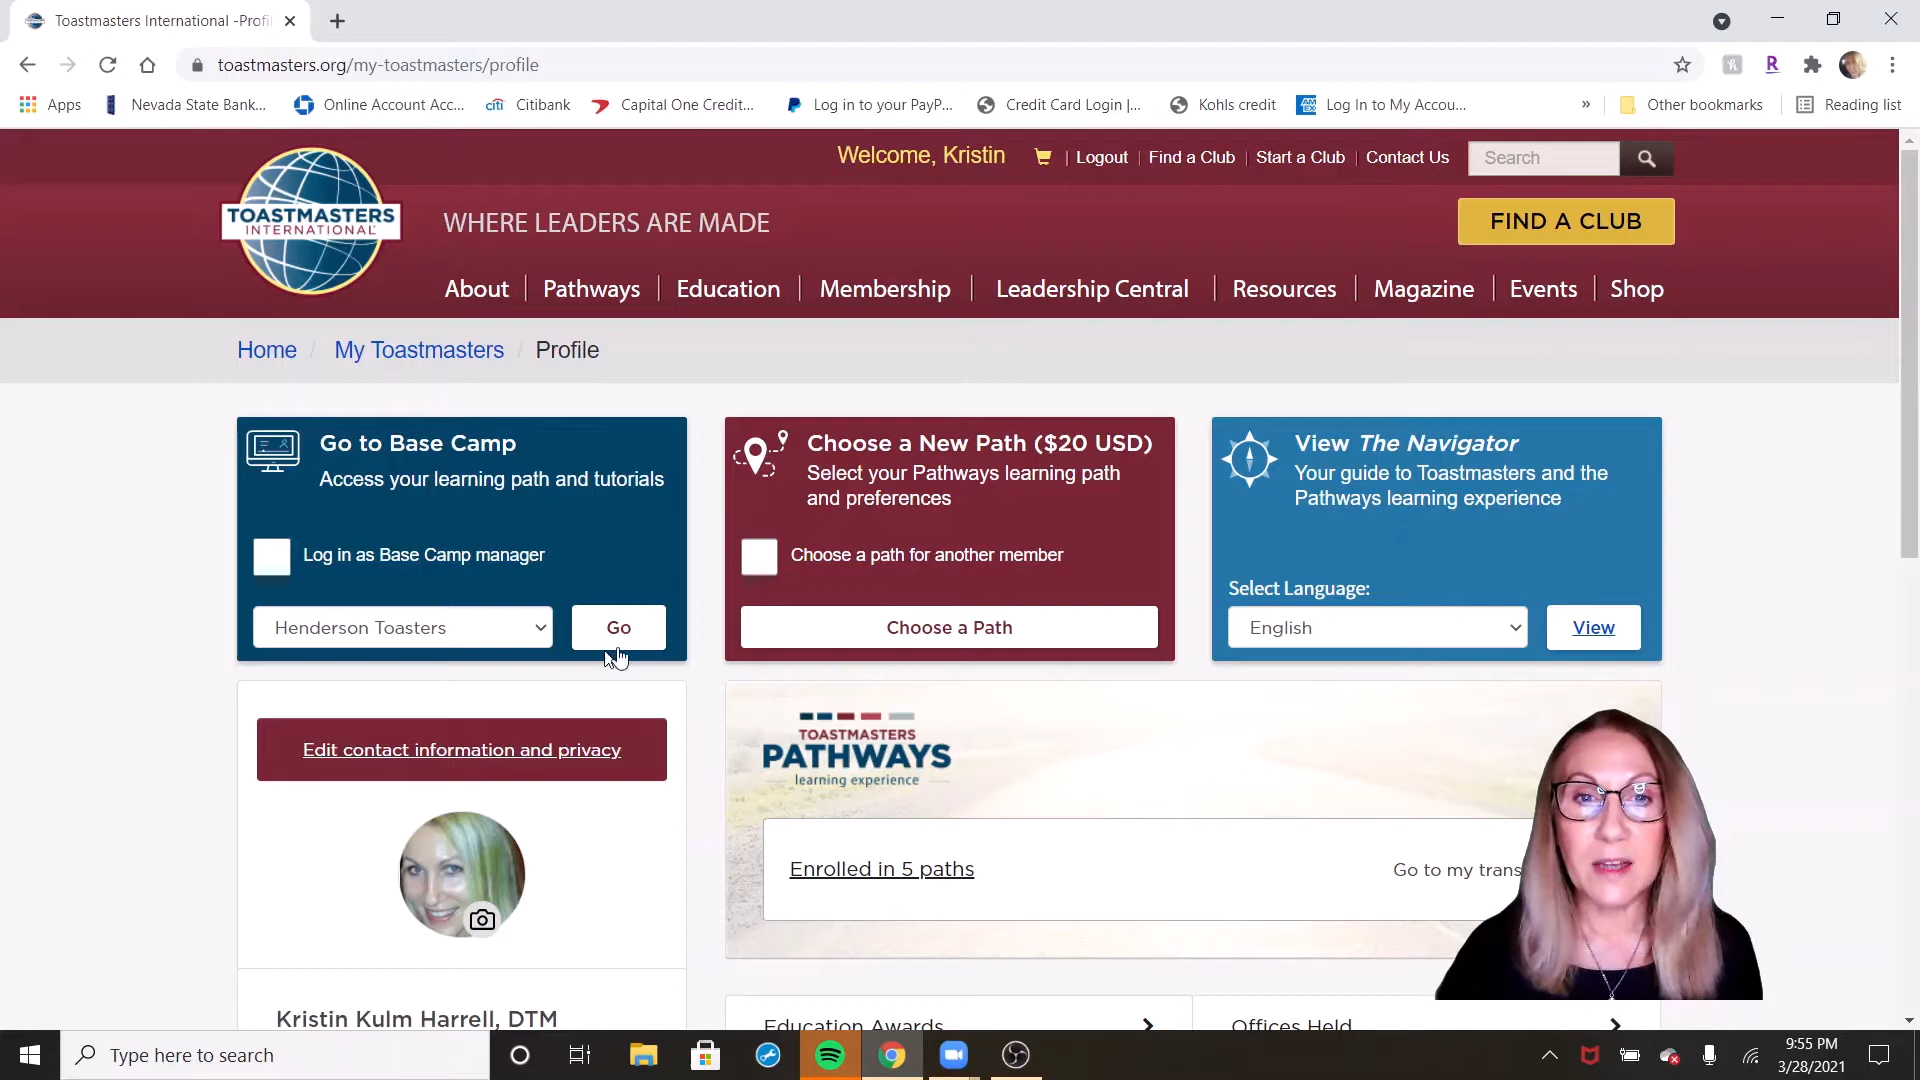 Toastmasters International -Profi
toastmasters.org/my-toastmasters/profile
Apps
Nevada State Bank...
Online Account Acc...
citi
Citibank
Capital One Credit...
Log in to your PayP...
Credit Card Login |...
Kohls credit
AM
EX
Log In to My Accou...
»
Other bookmarks
Reading list
R
Welcome, Kristin
Logout
Find a Club
Start a Club
Contact Us
Search
TOASTMASTERS
INTERNATIONAL
WHERE LEADERS ARE MADE
FIND A CLUB
About
Pathways
Education
Membership
Leadership Central
Resources
Magazine
Events
Shop
Home / My Toastmasters / Profile
Go to Base Camp
Access your learning path and tutorials
Log in as Base Camp manager
Henderson Toasters
Go
Choose a New Path ($20 USD)
Select your Pathways learning path
and preferences
Choose a path for another member
Choose a Path
View The Navigator
Your guide to Toastmasters and the
Pathways learning experience
Select Language:
English
View
Edit contact information and privacy
Kristin Kulm Harrell, DTM
TOASTMASTERS
PATHWAYS
learning experience
Enrolled in 5 paths
Go to my trans
Education Awards
Offices Held
Type here to search
9:55 PM
3/28/2021